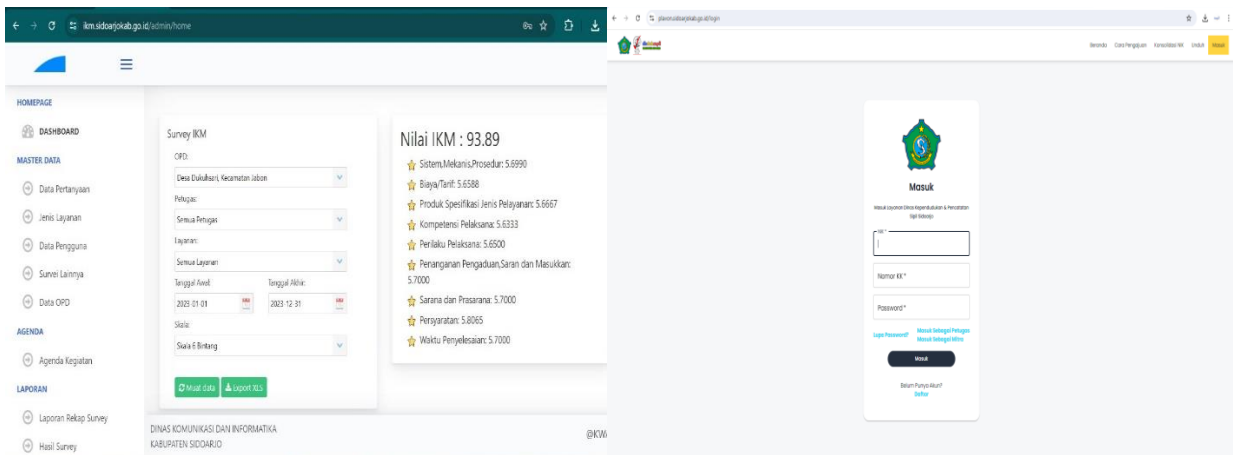 ikm.sidoarjokab.go.id/admin/home
HOMEPAGE
DASHBOARD
MASTER DATA
Data Pertanyaan
Jenis Layanan
Data Pengguna
Survei Lainnya
Data OPD
AGENDA
Agenda Kegiatan
LAPORAN
Laporan Rekap Survey
Hasil Survey
Survey IKM
OPD:
Desa Dukuhsari, Kecamatan Jabon
Petugas:
Semua Petugas
Layanan:
Semua Layanan
Tanggal Awal: Tanggal Akhir:
2023-01-01 2023-12-31
Skala:
Skala 6 Bintang
Muat data Export XLS
Nilai IKM : 93.89
Sistem,Mekanis,Prosedur: 5.6990
Biaya/Tarif: 5.6588
Produk Spesifikasi Jenis Pelayanan: 5.6667
Kompetensi Pelaksana: 5.6333
Perilaku Pelaksana: 5.6500
Penanganan Pengaduan,Saran dan Masukkan:
5.7000
Sarana dan Prasarana: 5.7000
Persyaratan: 5.8065
Waktu Penyelesaian: 5.7000
DINAS KOMUNIKASI DAN INFORMATIKA
KABUPATEN SIDOARJO
plavon.sidoarjokab.go.id/login
Beranda Cara Pengajuan Konsolidasi NIK Unduh Masuk
Masuk
Masuk Layanan Dinas Kependudukan & Pencatatan
Sipil Sidoarjo
NIK *
Nomor KK *
Password *
Lupa Password? Masuk Sebagai Petugas
Masuk Sebagai Mitra
Masuk
Belum Punya Akun?
Daftar